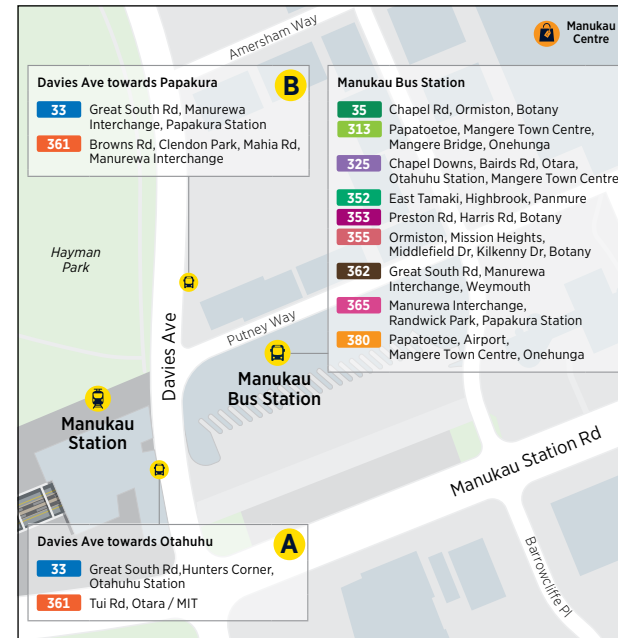 Amersham Way
Manukau
Centre
Davies Ave towards Papakura
B
33 Great South Rd, Manurewa
Interchange, Papakura Station
361 Browns Rd, Clendon Park, Mahia Rd,
Manurewa Interchange
Manukau Bus Station
35 Chapel Rd, Ormiston, Botany
313 Papatoetoe, Mangere Town Centre,
Mangere Bridge, Onehunga
325 Chapel Downs, Bairds Rd, Otara,
Otahuhu Station, Mangere Town Centre
352 East Tamaki, Highbrook, Panmure
353 Preston Rd, Harris Rd, Botany
355 Ormiston, Mission Heights,
Middlefield Dr, Kilkenny Dr, Botany
362 Great South Rd, Manurewa
Interchange, Weymouth
365 Manurewa Interchange,
Randwick Park, Papakura Station
380 Papatoetoe, Airport,
Mangere Town Centre, Onehunga
Hayman
Park
Davies Ave
Putney Way
Manukau
Bus Station
Manukau
Station
Manukau Station Rd
Barrowcliffe Pl
Davies Ave towards Otahuhu
A
33 Great South Rd,Hunters Corner,
Otahuhu Station
361 Tui Rd, Otara / MIT